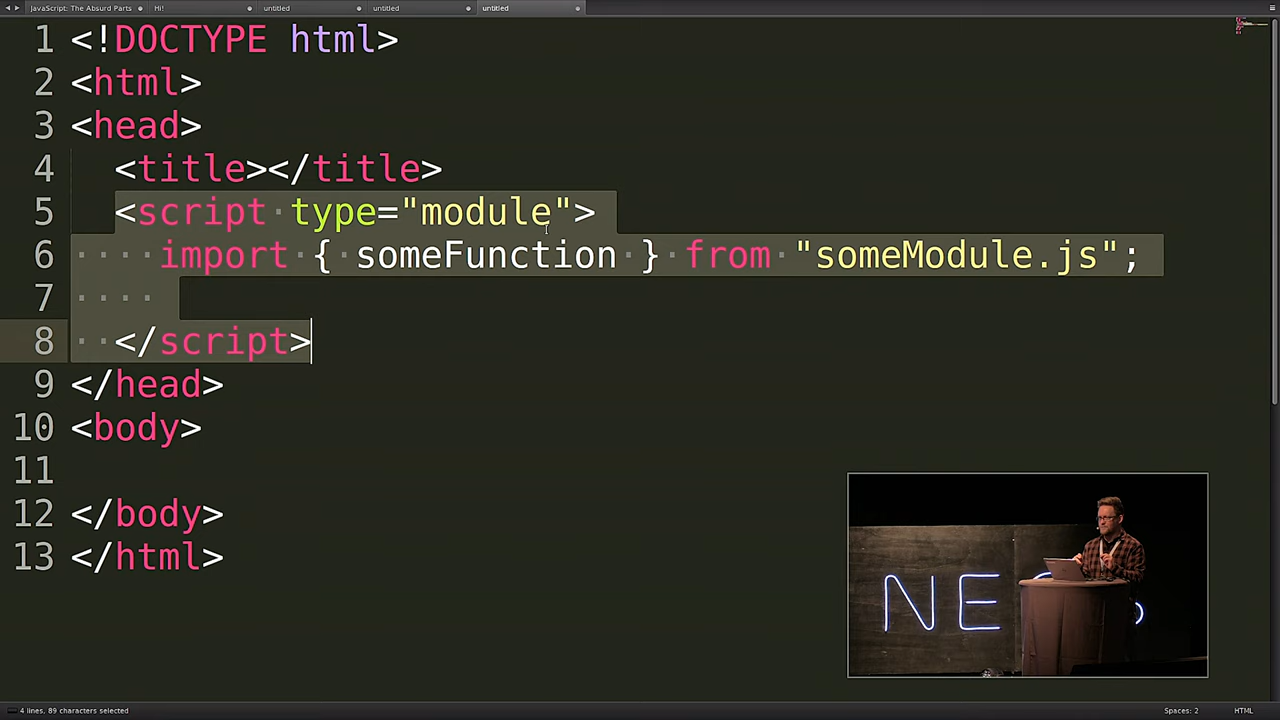 JavaScript: The Absurd Parts
Hi!
untitled
untitled
untitled
1 <!DOCTYPE html>
2 <html>
3 <head>
4 <title></title>
5 <script type="module">
6 import { someFunction } from "someModule.js";
7
8 </script>
9 </head>
10 <body>
11
12 </body>
13 </html>
NE
4 lines, 89 characters selected
Spaces: 2
HTML